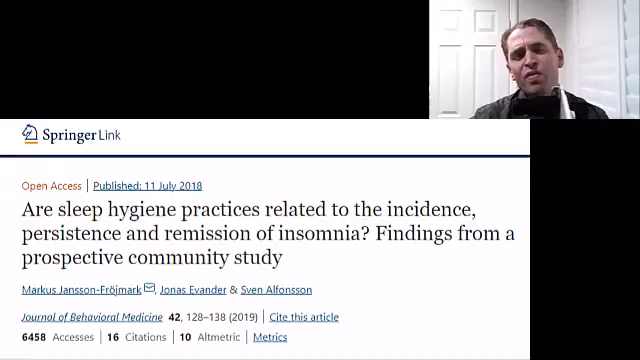 Springer Link
Open Access | Published: 11 July 2018
Are sleep hygiene practices related to the incidence,
persistence and remission of insomnia? Findings from a
prospective community study
Markus Jansson-Fröjmark, Jonas Evander & Sven Alfonsson
Journal of Behavioral Medicine 42, 128–138 (2019) | Cite this article
6458 Accesses | 16 Citations | 10 Altmetric | Metrics